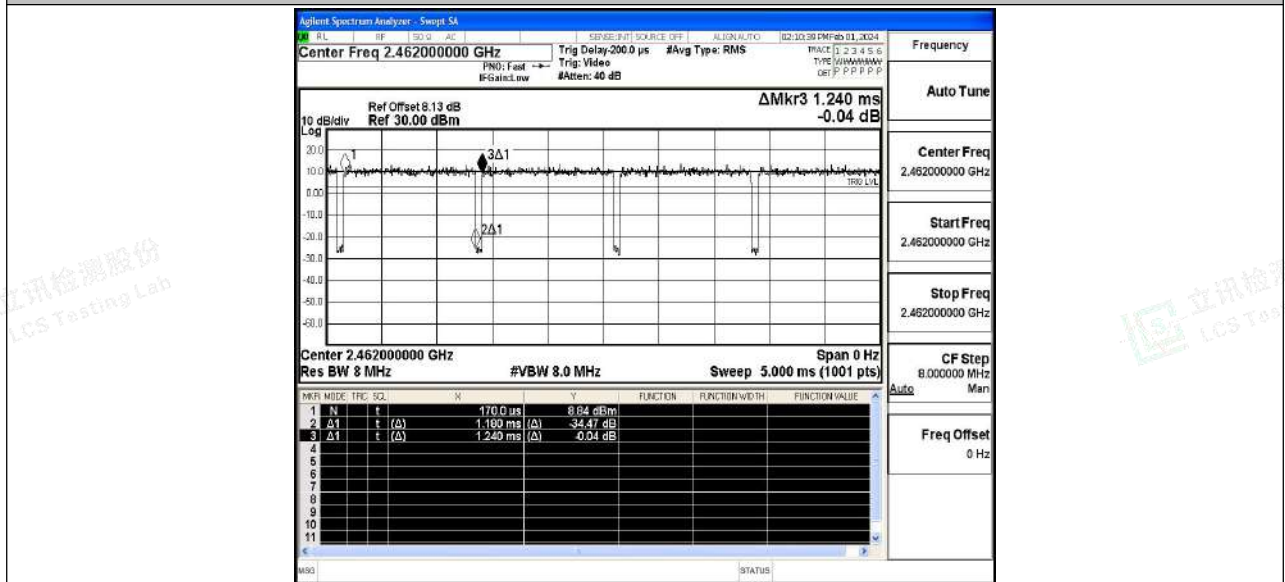 Agilent Spectrum Analyzer - Swept SA
RL RF 50 Ω AC SENSE:INT SOURCE OFF ALIGN AUTO 02:10:39 PM Feb 01, 2024
Center Freq 2.462000000 GHz
PNO: Fast
IFGain:Low
Trig Delay-200.0 µs #Avg Type: RMS
Trig: Video
#Atten: 40 dB
TRACE 1 2 3 4 5 6
TYPE
DET P P P P P P
Ref Offset 8.13 dB
10 dB/div Ref 30.00 dBm
Log
ΔMkr3 1.240 ms
-0.04 dB
20.0
10.0
0.00
-10.0
-20.0
-30.0
-40.0
-50.0
-60.0
1
3Δ1
2Δ1
TRIG LVL
Center 2.462000000 GHz Span 0 Hz
Res BW 8 MHz #VBW 8.0 MHz Sweep 5.000 ms (1001 pts)
MKR MODE TRC SCL X Y FUNCTION FUNCTION WIDTH FUNCTION VALUE
1 N t 170.0 us 8.84 dBm
2 Δ1 t (Δ) 1.180 ms (Δ) -34.47 dB
3 Δ1 t (Δ) 1.240 ms (Δ) -0.04 dB
4
5
6
7
8
9
10
11
MSG STATUS
Frequency
Auto Tune
Center Freq
2.462000000 GHz
Start Freq
2.462000000 GHz
Stop Freq
2.462000000 GHz
CF Step
8.000000 MHz
Auto Man
Freq Offset
0 Hz
立讯检测股份
LCS Testing Lab
立讯检测
LCS Tes